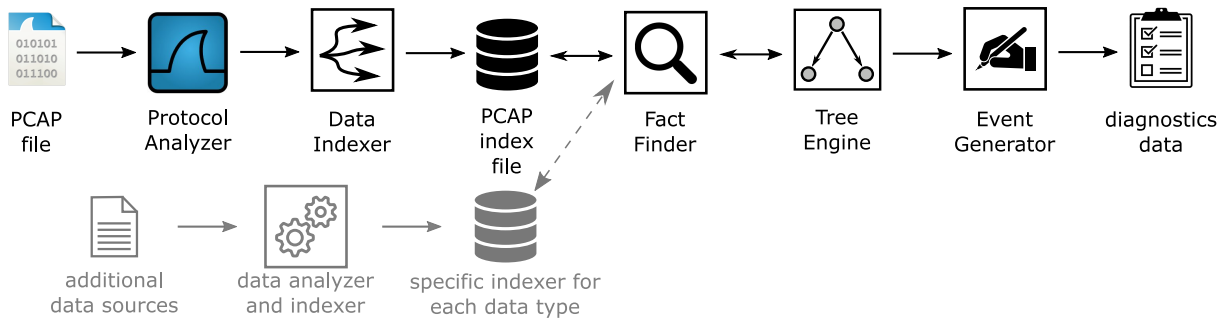 010101
011010
011100
PCAP
file
Protocol
Analyzer
Data
Indexer
PCAP
index
file
Fact
Finder
Tree
Engine
Event
Generator
diagnostics
data
additional
data sources
data analyzer
and indexer
specific indexer for
each data type